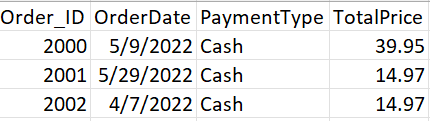 Order_ID OrderDate PaymentType TotalPrice
2000 5/9/2022 Cash 39.95
2001 5/29/2022 Cash 14.97
2002 4/7/2022 Cash 14.97